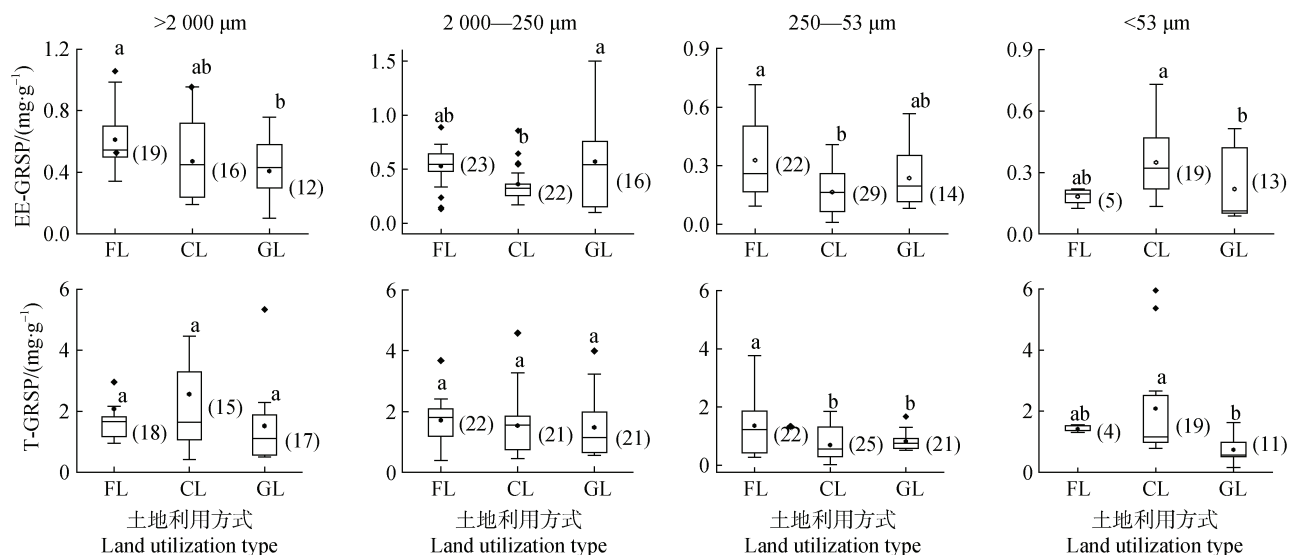 >2 000 μm
2 000—250 μm
250—53 μm
<53 μm
EE-GRSP/(mg·g⁻¹)
1.2
0.8
0.4
0.0
a
ab
b
(19)
(16)
(12)
FL CL GL
1.5
1.0
0.5
0.0
ab
b
a
(23)
(22)
(16)
FL CL GL
0.9
0.6
0.3
0.0
a
b
ab
(22)
(29)
(14)
FL CL GL
0.9
0.6
0.3
0.0
ab
a
b
(5)
(19)
(13)
FL CL GL
T-GRSP/(mg·g⁻¹)
6
4
2
0
a
a
a
(18)
(15)
(17)
FL CL GL
土地利用方式
Land utilization type
6
4
2
0
a
a
a
(22)
(21)
(21)
FL CL GL
土地利用方式
Land utilization type
6
4
2
0
a
b
b
(22)
(25)
(21)
FL CL GL
土地利用方式
Land utilization type
6
4
2
0
ab
a
b
(4)
(19)
(11)
FL CL GL
土地利用方式
Land utilization type